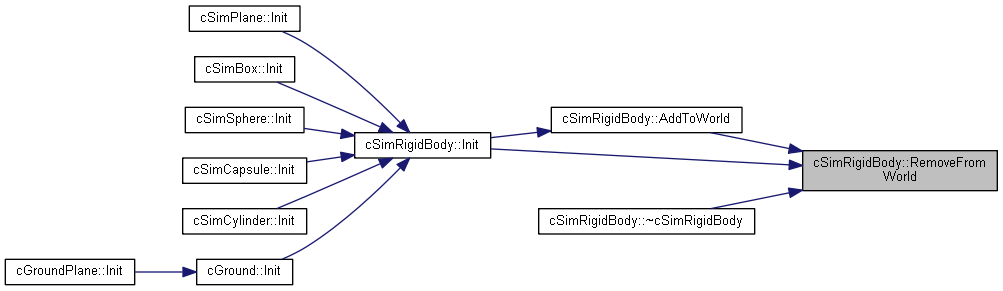 cSimPlane::Init
cSimBox::Init
cSimSphere::Init
cSimRigidBody::AddToWorld
cSimRigidBody::Init
cSimRigidBody::RemoveFrom
World
cSimCapsule::Init
cSimCylinder::Init
cSimRigidBody::~cSimRigidBody
cGroundPlane::Init
cGround::Init